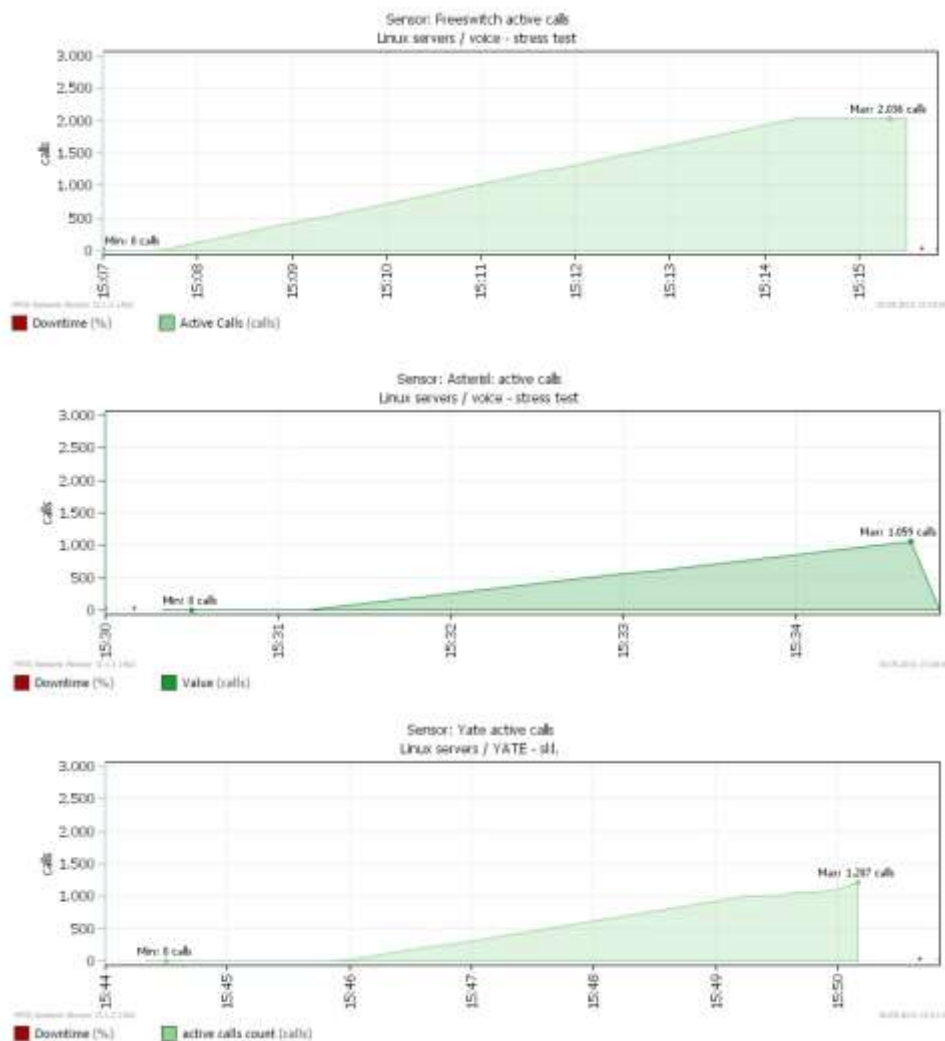 Sensor: Freeswitch active calls
Linux servers / voice - stress test
3.000
2.500
2.000
1.500
1.000
500
0
calls
Max: 2.036 calls
Min: 0 calls
15:07
15:08
15:09
15:10
15:11
15:12
15:13
15:14
15:15
Downtime (%)
Active Calls (calls)
Sensor: Asterisk active calls
Linux servers / voice - stress test
3.000
2.500
2.000
1.500
1.000
500
0
calls
Max: 1.059 calls
Min: 0 calls
15:30
15:31
15:32
15:33
15:34
Downtime (%)
Value (calls)
Sensor: Yate active calls
Linux servers / YATE -
3.000
2.500
2.000
1.500
1.000
500
0
calls
Max: 1.207 calls
Min: 0 calls
15:44
15:45
15:46
15:47
15:48
15:49
15:50
Downtime (%)
active calls count (calls)